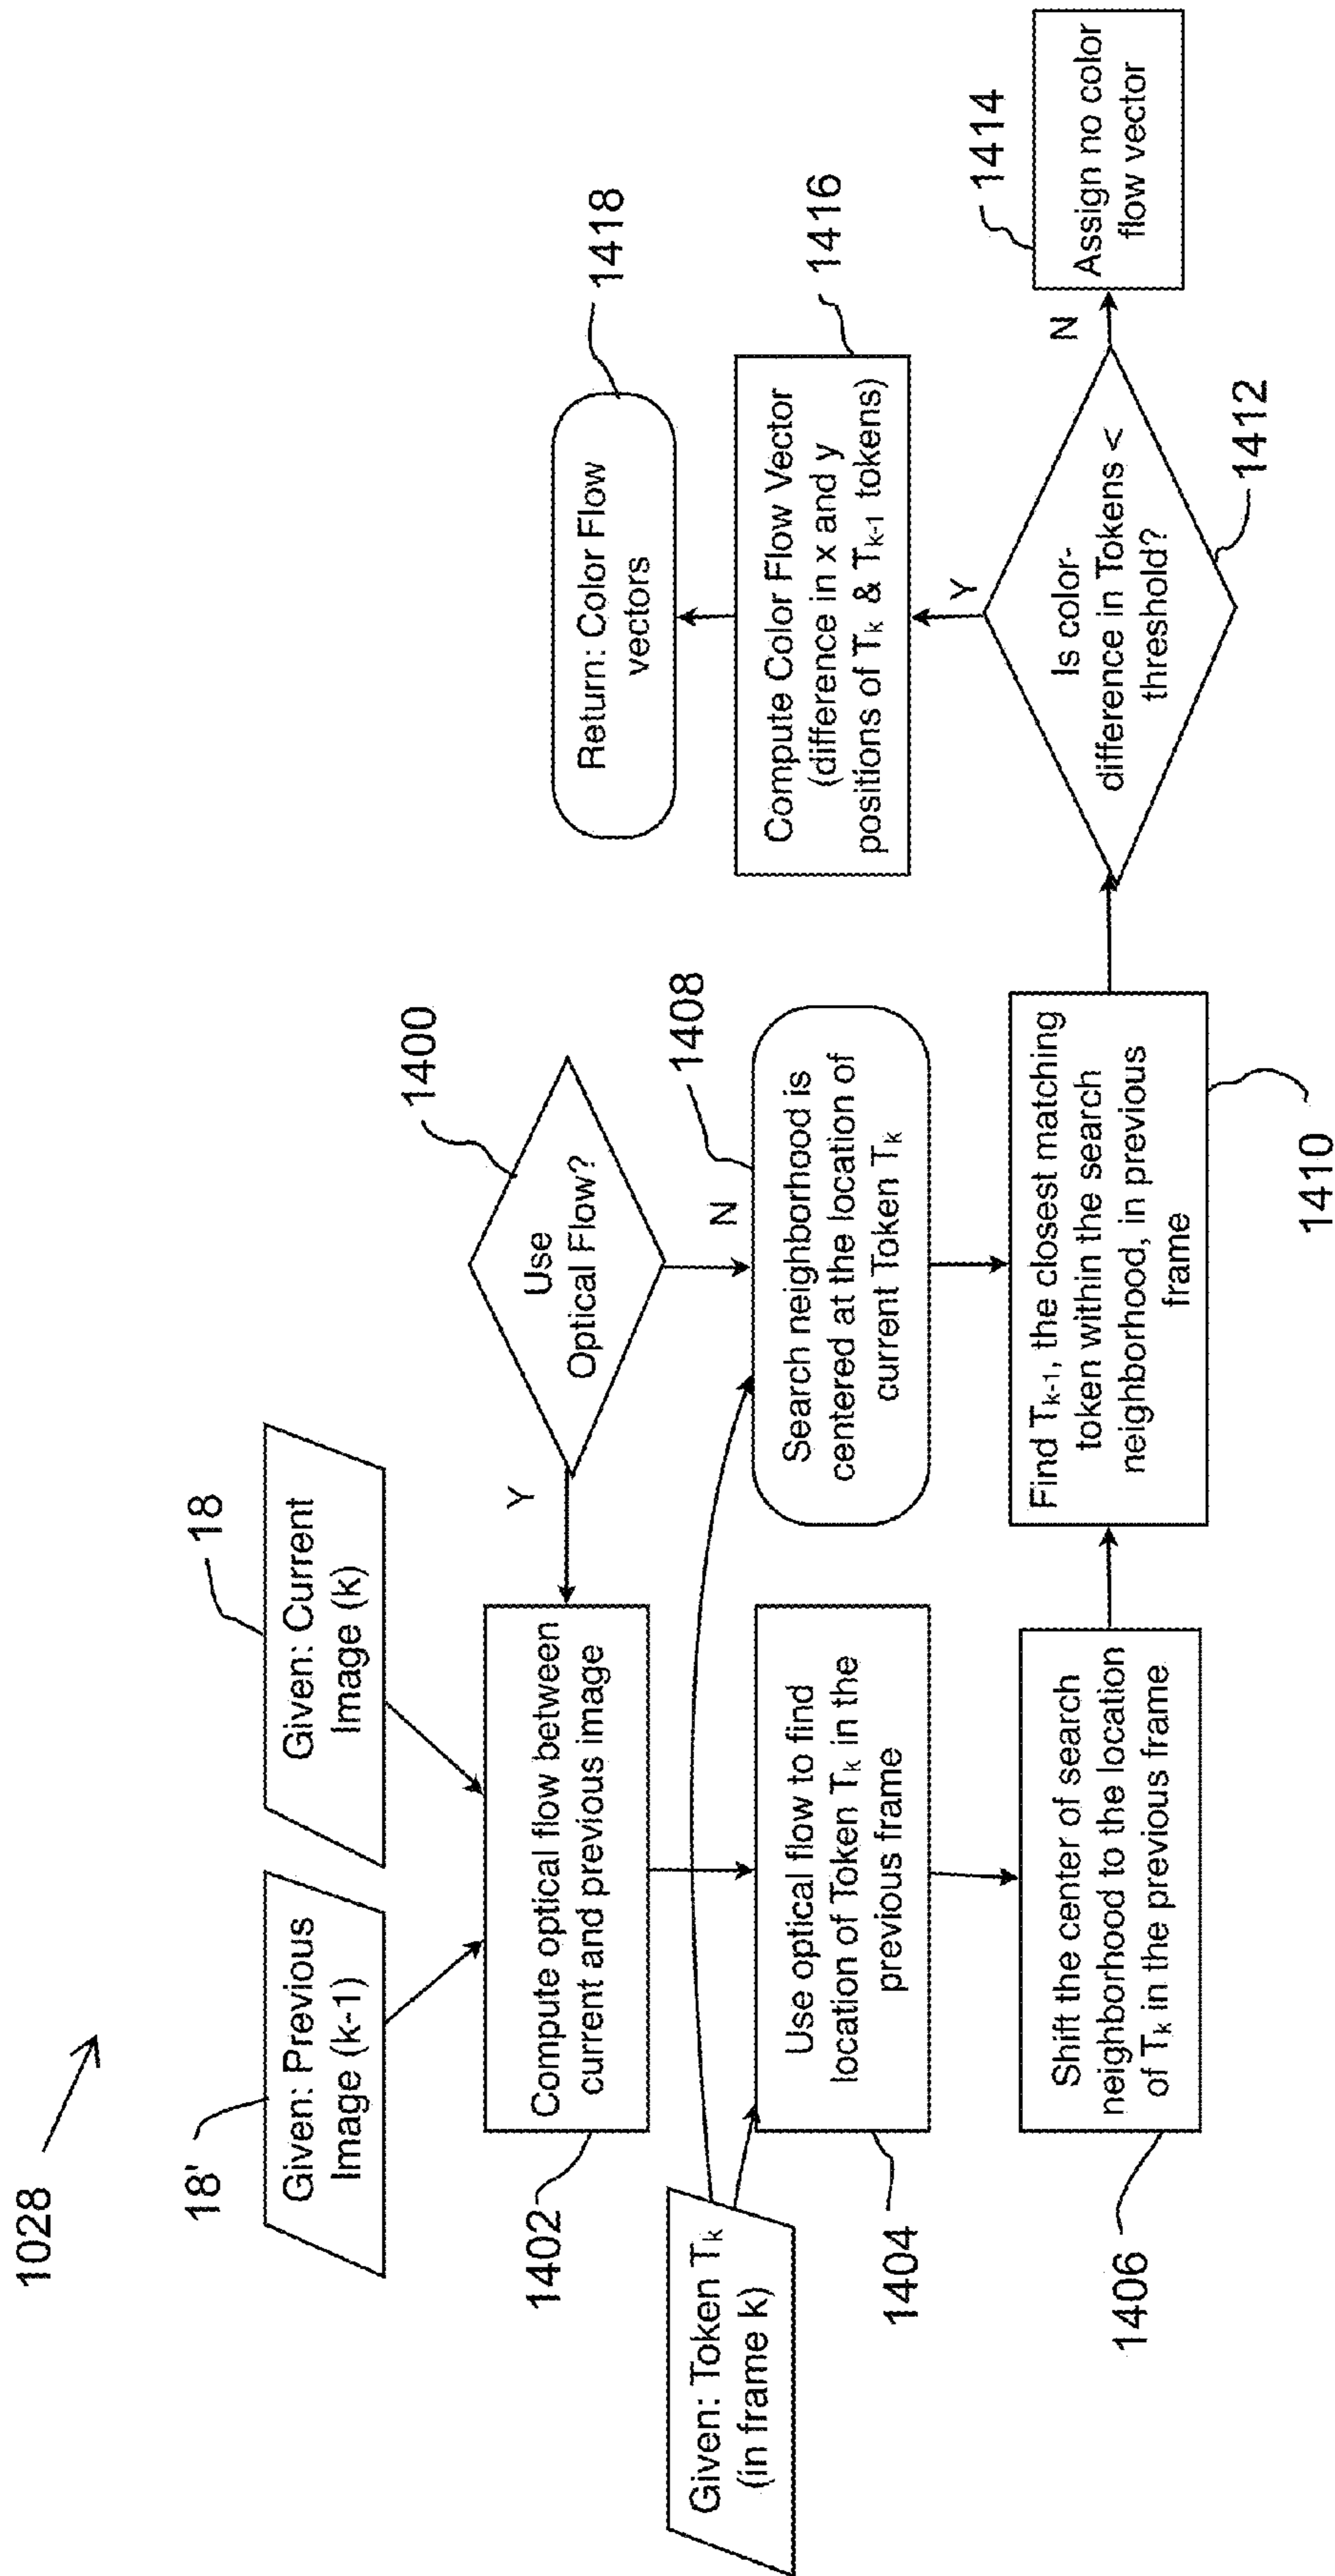 1028
18'
Given: Previous
Image (k-1)
18
Given: Current
Image (k)
1400
Use
Optical Flow?
Y
N
1402
Compute optical flow between
current and previous image
Given: Token Tₖ
(in frame k)
1404
Use optical flow to find
location of Token Tₖ in the
previous frame
1408
Search neighborhood is
centered at the location of
current Token Tₖ
1406
Shift the center of search
neighborhood to the location
of Tₖ in the previous frame
1410
Find Tₖ₋₁, the closest matching
token within the search
neighborhood, in previous
frame
1412
Is color-
difference in Tokens <
threshold?
Y
N
1414
Assign no color
flow vector
1416
Compute Color Flow Vector
(difference in x and y
positions of Tₖ & Tₖ₋₁ tokens)
1418
Return: Color Flow
vectors